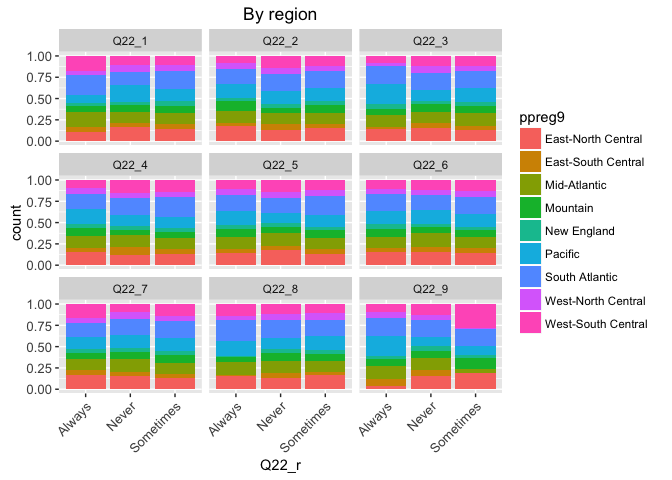 By region
Q22_1 Q22_2 Q22_3
1.00
0.75
0.50
0.25
0.00
Q22_4 Q22_5 Q22_6
1.00
0.75
0.50
0.25
0.00
Q22_7 Q22_8 Q22_9
1.00
0.75
0.50
0.25
0.00
count
Always Never Sometimes Always Never Sometimes Always Never Sometimes
Q22_r
ppreg9
East-North Central
East-South Central
Mid-Atlantic
Mountain
New England
Pacific
South Atlantic
West-North Central
West-South Central